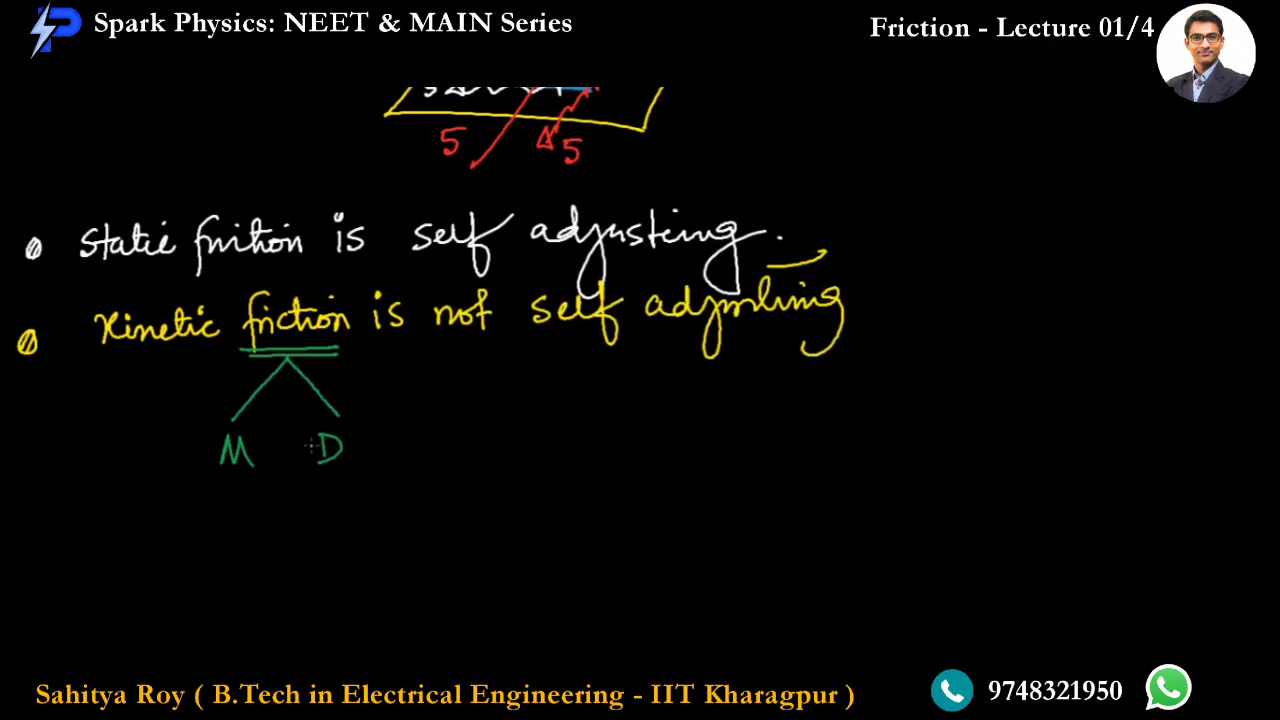 Spark Physics: NEET & MAIN Series
Friction - Lecture 01/4
5
5
Static friction is self adjusting.
Kinetic friction is not self adjusting
M D
Sahitya Roy ( B.Tech in Electrical Engineering - IIT Kharagpur )
9748321950